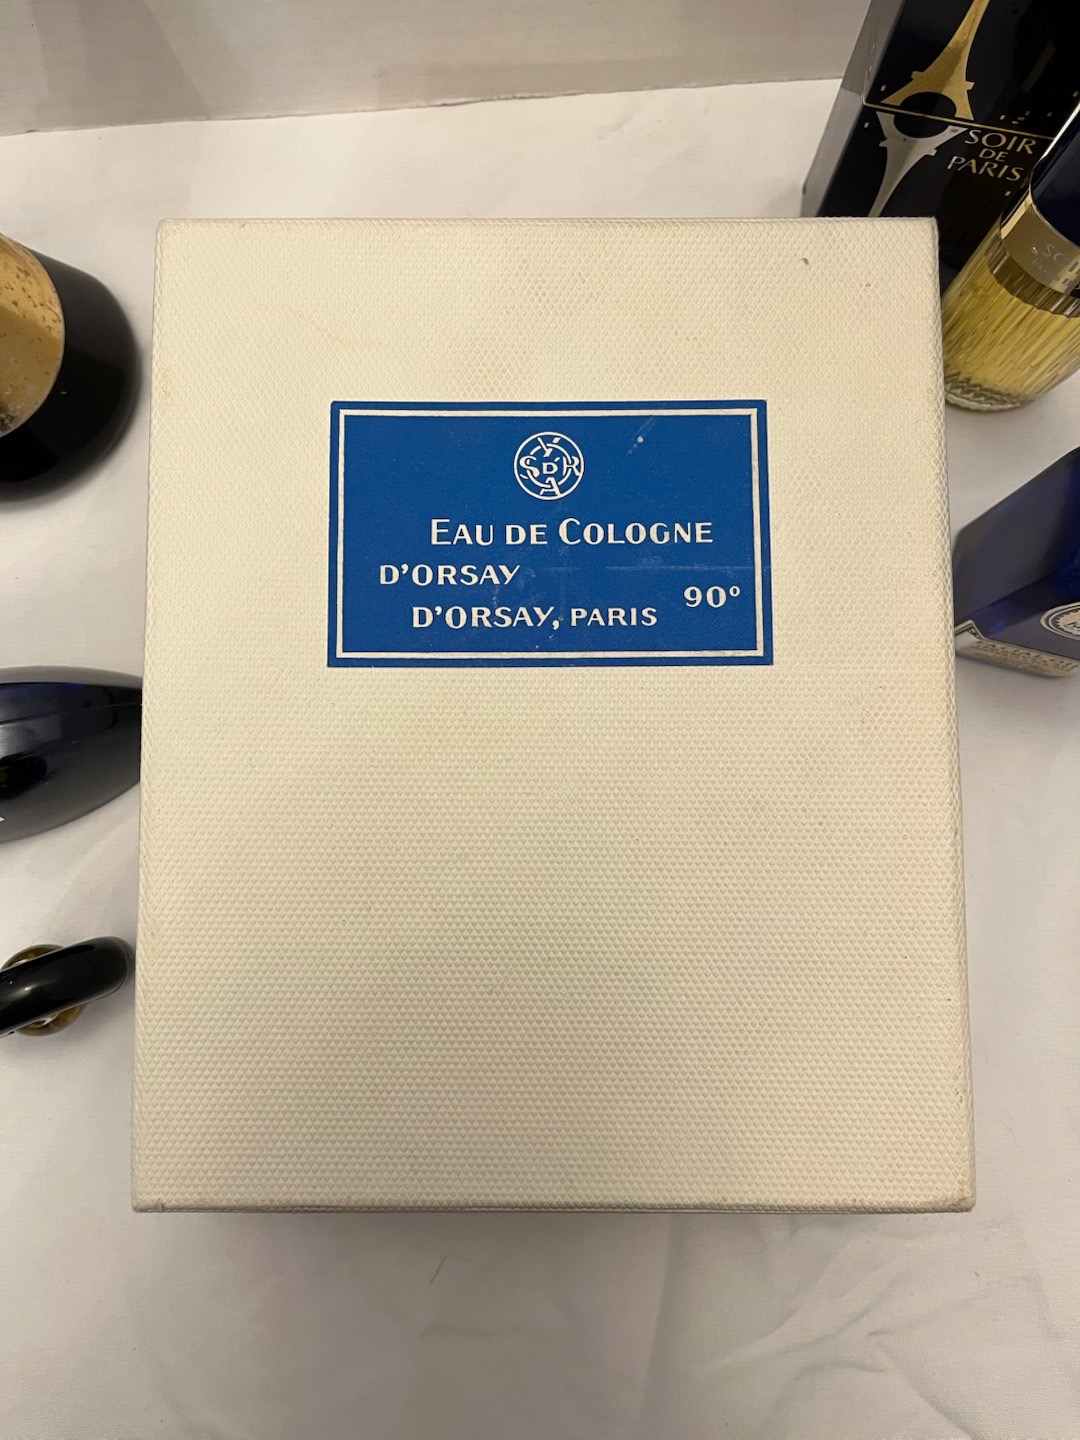 SOIR
DE
PARIS
EAU DE COLOGNE
D'ORSAY
90°
D'ORSAY, PARIS